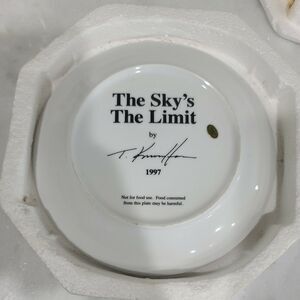 The Sky's
The Limit
by
1997
Not for food use. Food consumed
from this plate may be harmful.